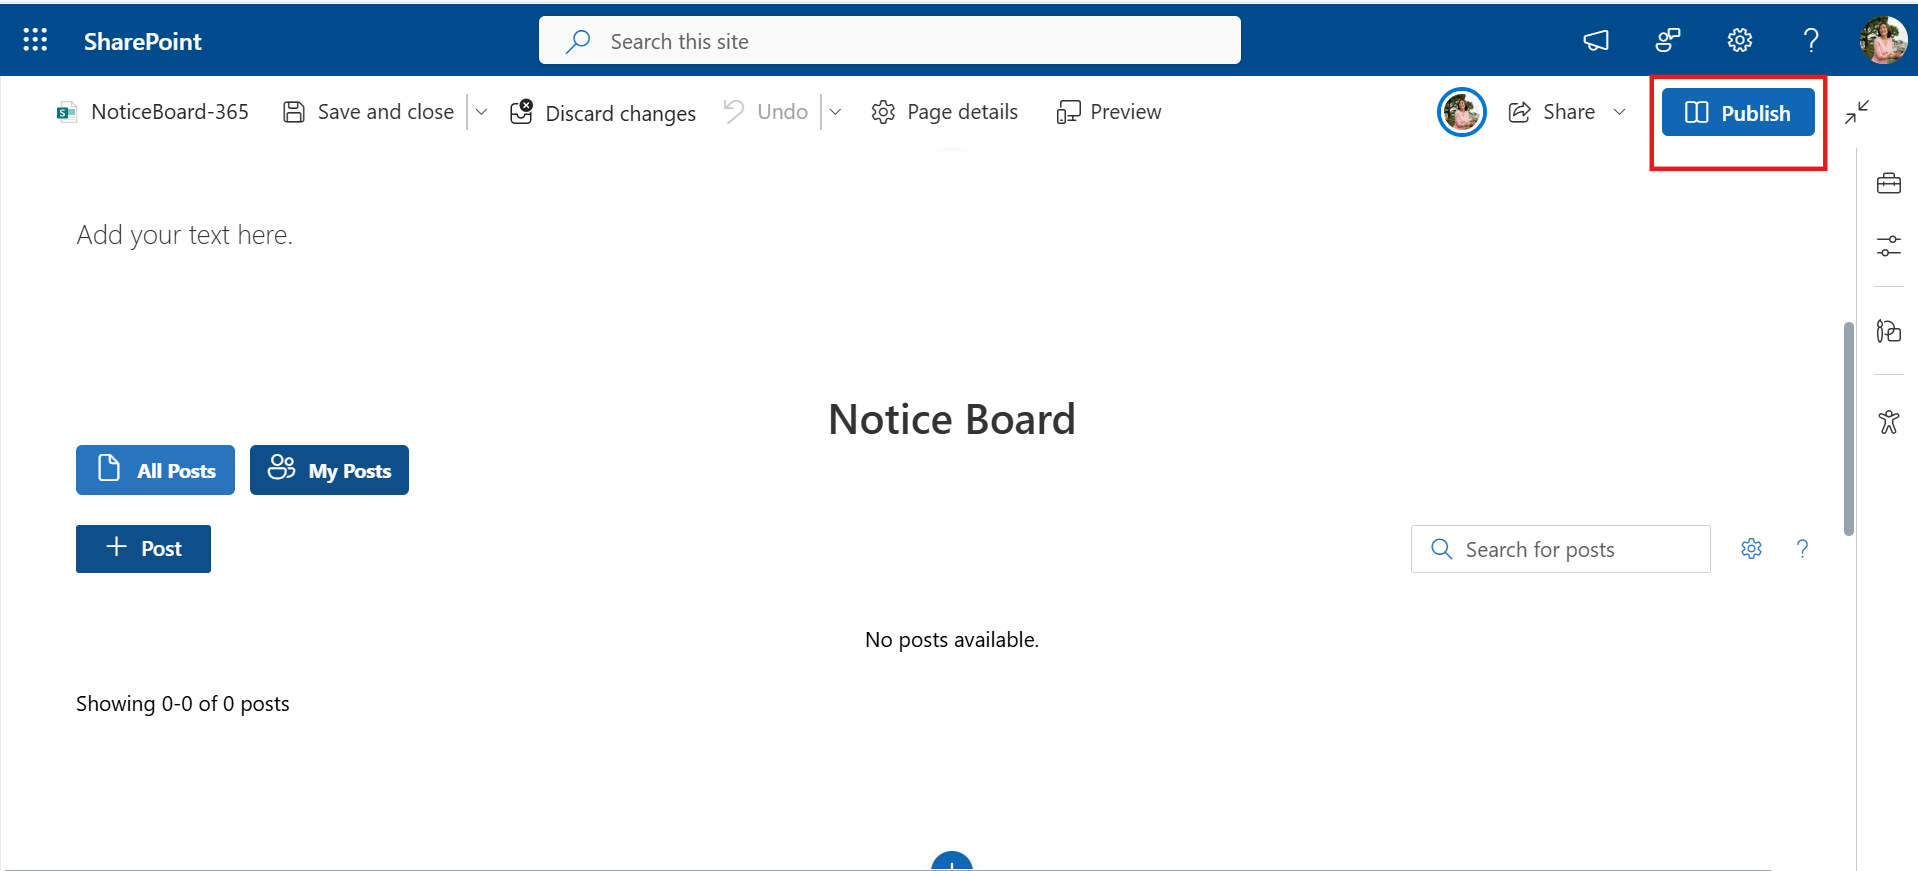 SharePoint
Search this site
NoticeBoard-365
Save and close
Discard changes
Undo
Page details
Preview
Share
Publish
Add your text here.
Notice Board
All Posts
My Posts
Post
Search for posts
No posts available.
Showing 0-0 of 0 posts